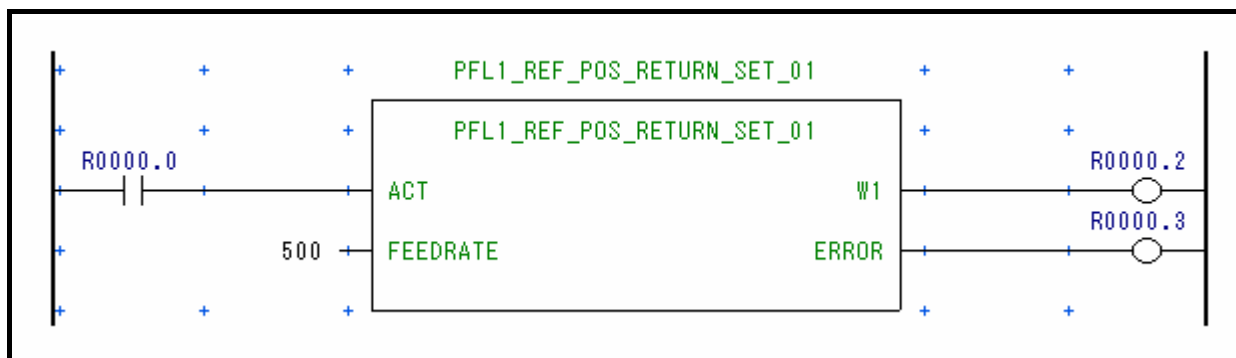 PFL1_REF_POS_RETURN_SET_01
PFL1_REF_POS_RETURN_SET_01
R0000.0
R0000.2
ACT
W1
R0000.3
500
FEEDRATE
ERROR